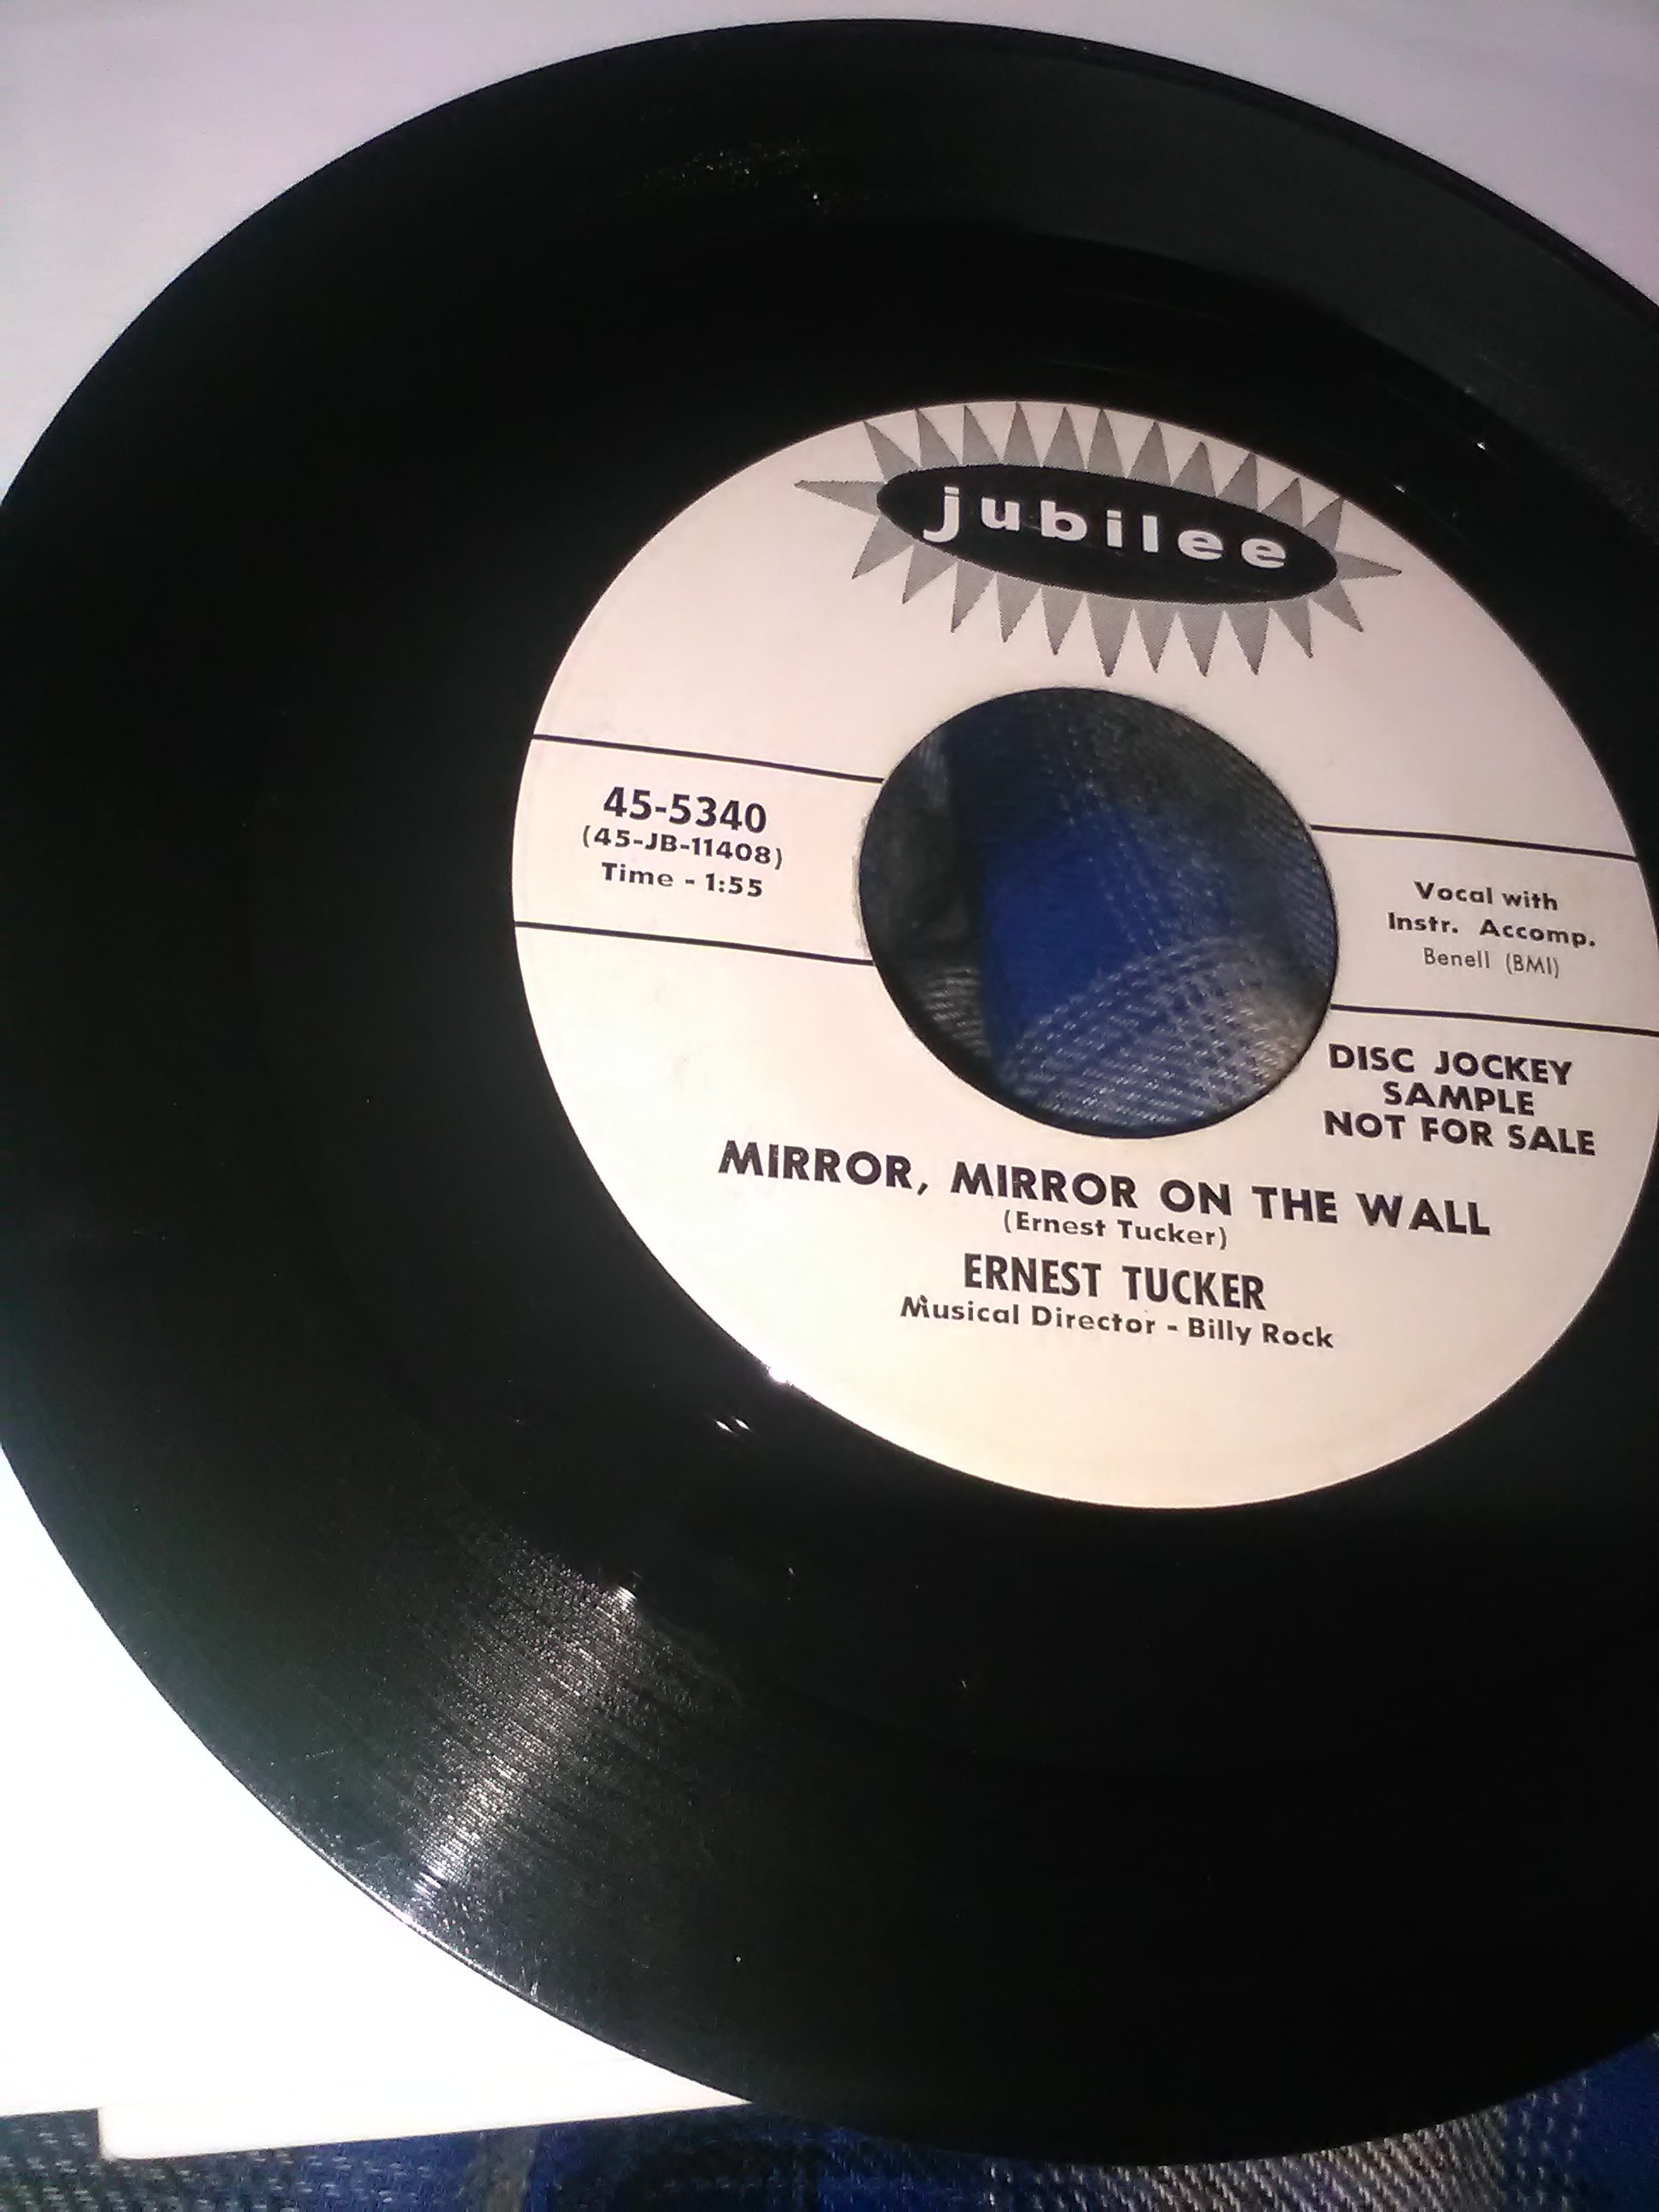 jubilee
45-5340
(45-JB-11408)
Time - 1:55
Vocal with
Instr. Accomp.
Benell (BMI)
DISC JOCKEY
SAMPLE
NOT FOR SALE
MIRROR, MIRROR ON THE WALL
(Ernest Tucker)
ERNEST TUCKER
Musical Director - Billy Rock